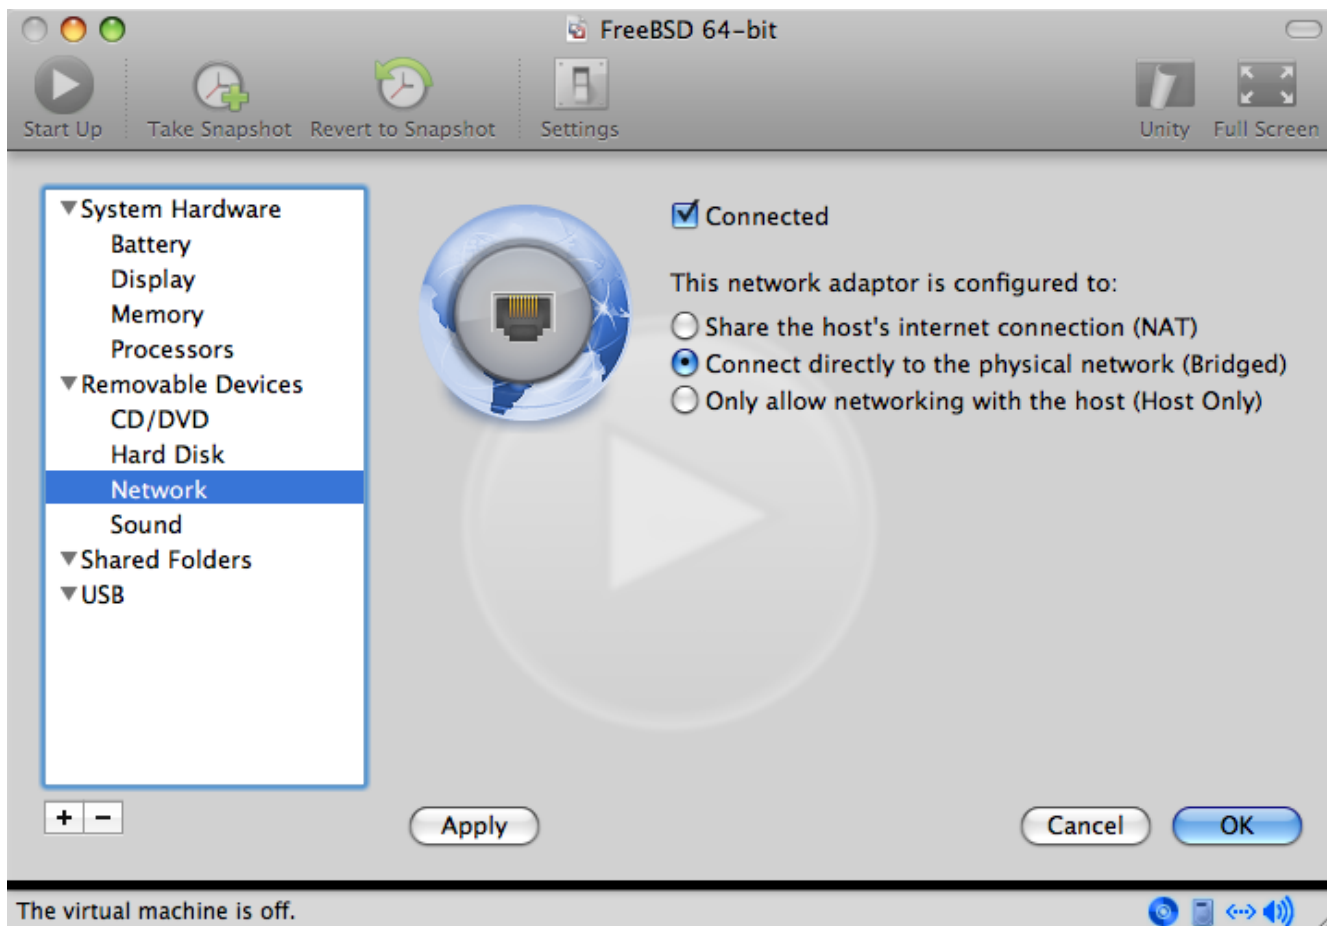 FreeBSD 64-bit
Start Up
Take Snapshot
Revert to Snapshot
Settings
Unity
Full Screen
System Hardware
Battery
Display
Memory
Processors
Removable Devices
CD/DVD
Hard Disk
Network
Sound
Shared Folders
USB
Connected
This network adaptor is configured to:
Share the host's internet connection (NAT)
Connect directly to the physical network (Bridged)
Only allow networking with the host (Host Only)
+ −
Apply
Cancel
OK
The virtual machine is off.